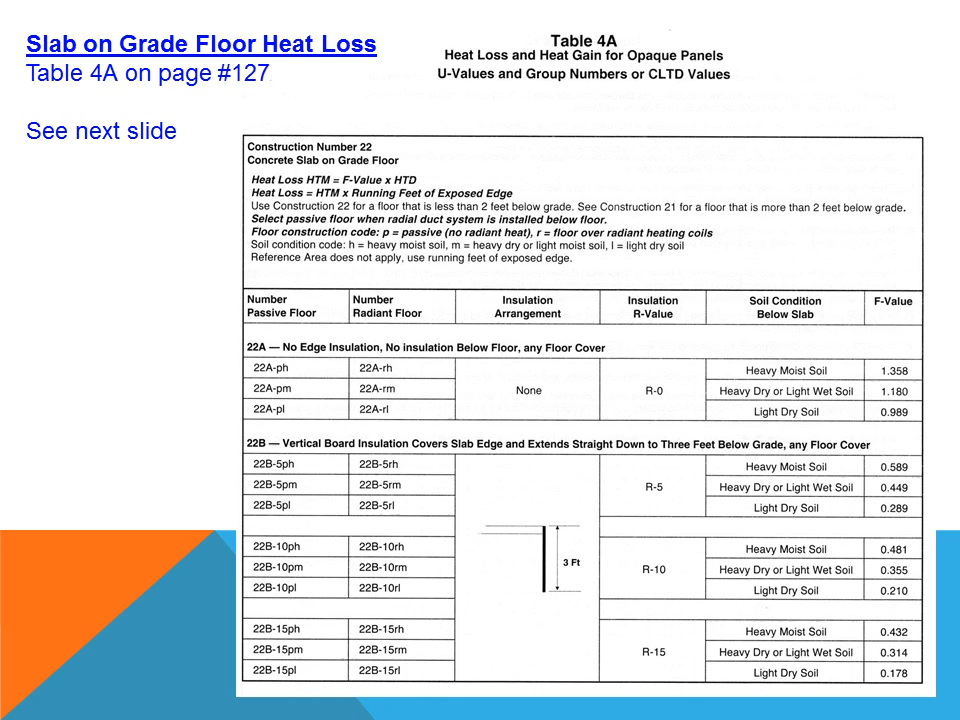 Slab on Grade Floor Heat Loss
Table 4A on page #127
See next slide
Table 4A
Heat Loss and Heat Gain for Opaque Panels
U-Values and Group Numbers or CLTD Values
Construction Number 22
Concrete Slab on Grade Floor
Heat Loss HTM = F-Value x HTD
Heat Loss = HTM x Running Feet of Exposed Edge
Use Construction 22 for a floor that is less than 2 feet below grade. See Construction 21 for a floor that is more than 2 feet below grade.
Select passive floor when radial duct system is installed below floor.
Floor construction code: p = passive (no radiant heat), r = floor over radiant heating coils
Soil condition code: h = heavy moist soil, m = heavy dry or light moist soil, l = light dry soil
Reference Area does not apply, use running feet of exposed edge.
Number Number Insulation Insulation Soil Condition F-Value
Passive Floor Radiant Floor Arrangement R-Value Below Slab
22A — No Edge Insulation, No insulation Below Floor, any Floor Cover
22A-ph 22A-rh Heavy Moist Soil 1.358
22A-pm 22A-rm None R-0 Heavy Dry or Light Wet Soil 1.180
22A-pl 22A-rl Light Dry Soil 0.989
22B — Vertical Board Insulation Covers Slab Edge and Extends Straight Down to Three Feet Below Grade, any Floor Cover
22B-5ph 22B-5rh Heavy Moist Soil 0.589
22B-5pm 22B-5rm R-5 Heavy Dry or Light Wet Soil 0.449
22B-5pl 22B-5rl Light Dry Soil 0.289
22B-10ph 22B-10rh Heavy Moist Soil 0.481
22B-10pm 22B-10rm 3 Ft R-10 Heavy Dry or Light Wet Soil 0.355
22B-10pl 22B-10rl Light Dry Soil 0.210
22B-15ph 22B-15rh Heavy Moist Soil 0.432
22B-15pm 22B-15rm R-15 Heavy Dry or Light Wet Soil 0.314
22B-15pl 22B-15rl Light Dry Soil 0.178